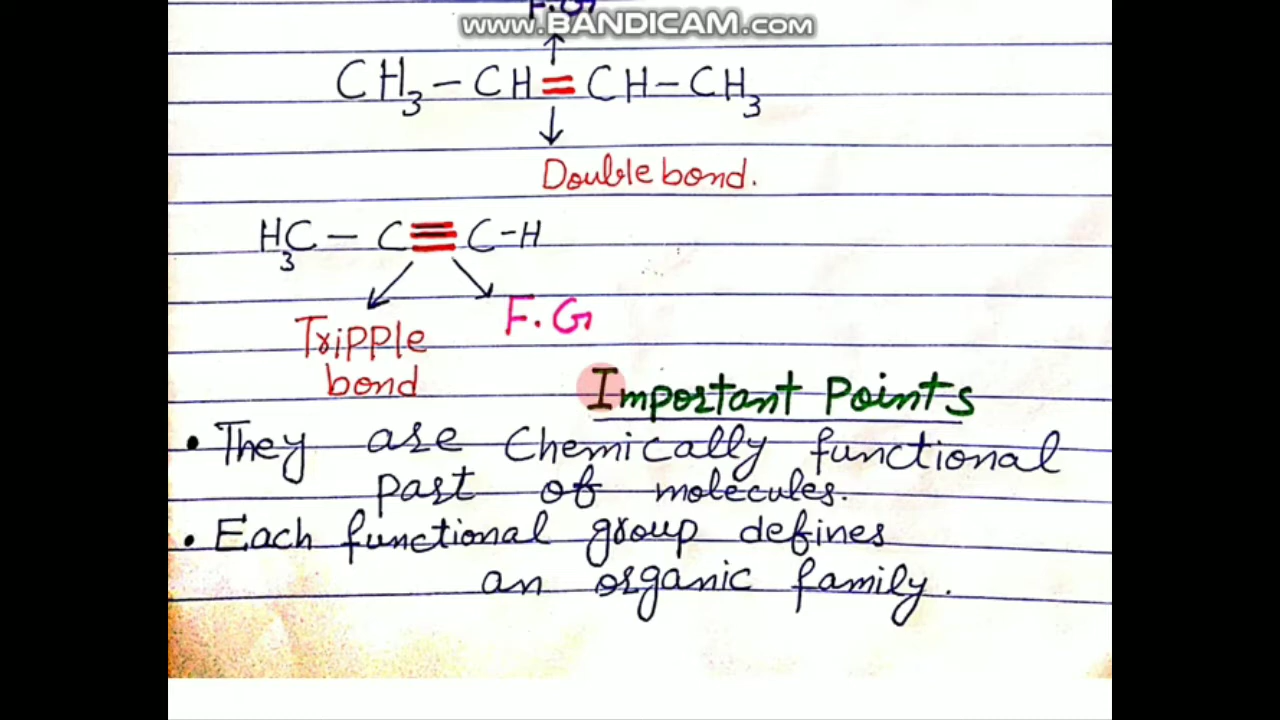 F.G
www.BANDICAM.com
CH3-CH=CH-CH3
Double bond.
H3C-C≡C-H
F.G
Tripple
bond
Important Points
• They are Chemically functional
part of molecules.
• Each functional group defines
an organic family.